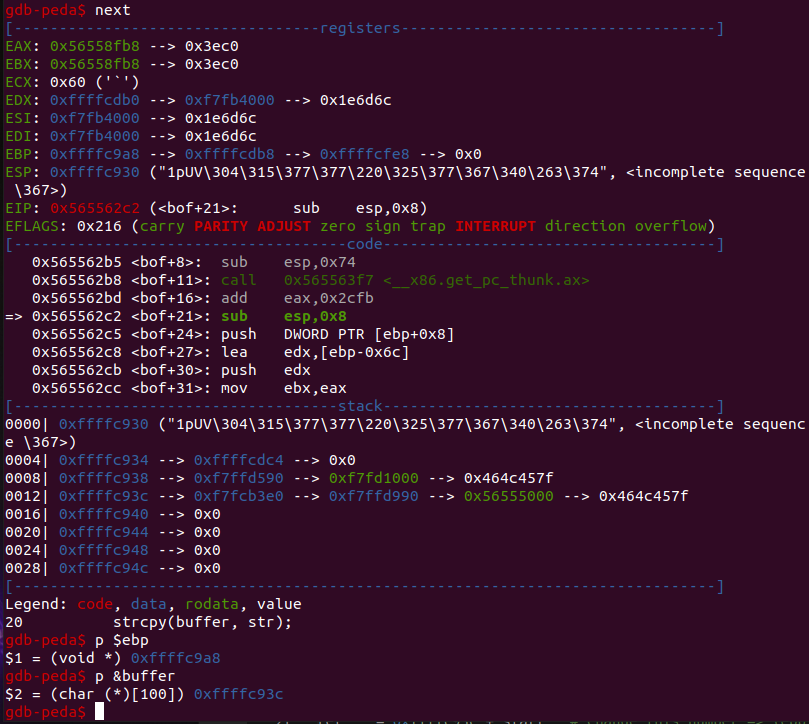 gdb-peda$ next
[----------------------------------registers-----------------------------------]
EAX: 0x56558fb8 --> 0x3ec0
EBX: 0x56558fb8 --> 0x3ec0
ECX: 0x60 ('`')
EDX: 0xffffcdb0 --> 0xf7fb4000 --> 0x1e6d6c
ESI: 0xf7fb4000 --> 0x1e6d6c
EDI: 0xf7fb4000 --> 0x1e6d6c
EBP: 0xffffc9a8 --> 0xffffcdb8 --> 0xffffcfe8 --> 0x0
ESP: 0xffffc930 ("1pUV\304\315\377\377\220\325\377\367\340\263\374", <incomplete sequence
 \367>)
EIP: 0x565562c2 (<bof+21>:      sub    esp,0x8)
EFLAGS: 0x216 (carry PARITY ADJUST zero sign trap INTERRUPT direction overflow)
[-------------------------------------code-------------------------------------]
   0x565562b5 <bof+8>:  sub    esp,0x74
   0x565562b8 <bof+11>: call   0x565563f7 <__x86.get_pc_thunk.ax>
   0x565562bd <bof+16>: add    eax,0x2cfb
=> 0x565562c2 <bof+21>: sub    esp,0x8
   0x565562c5 <bof+24>: push   DWORD PTR [ebp+0x8]
   0x565562c8 <bof+27>: lea    edx,[ebp-0x6c]
   0x565562cb <bof+30>: push   edx
   0x565562cc <bof+31>: mov    ebx,eax
[------------------------------------stack-------------------------------------]
0000| 0xffffc930 ("1pUV\304\315\377\377\220\325\377\367\340\263\374", <incomplete sequenc
e \367>)
0004| 0xffffc934 --> 0xffffcdc4 --> 0x0
0008| 0xffffc938 --> 0xf7ffd590 --> 0xf7fd1000 --> 0x464c457f
0012| 0xffffc93c --> 0xf7fcb3e0 --> 0xf7ffd990 --> 0x56555000 --> 0x464c457f
0016| 0xffffc940 --> 0x0
0020| 0xffffc944 --> 0x0
0024| 0xffffc948 --> 0x0
0028| 0xffffc94c --> 0x0
[------------------------------------------------------------------------------]
Legend: code, data, rodata, value
20          strcpy(buffer, str);
gdb-peda$ p $ebp
$1 = (void *) 0xffffc9a8
gdb-peda$ p &buffer
$2 = (char (*)[100]) 0xffffc93c
gdb-peda$